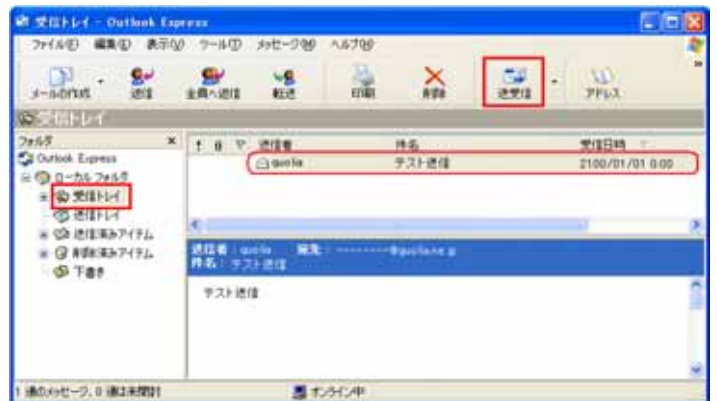 受信トレイ - Outlook Express
ファイル(F) 編集(E) 表示(V) ツール(T) メッセージ(M) ヘルプ(H)
メールの作成 返信 全員へ返信 転送 印刷 削除 送受信 アドレス
受信トレイ
フォルダ ×
Outlook Express
ローカル フォルダ
受信トレイ
送信トレイ
送信済みアイテム
削除済みアイテム
下書き
! 送信者 件名 受信日時
quolia テスト送信 2100/01/01 0:00
送信者: quolia 宛先:
件名: テスト送信
テスト送信
1 通のメッセージ、0 通は未開封 オンライン中